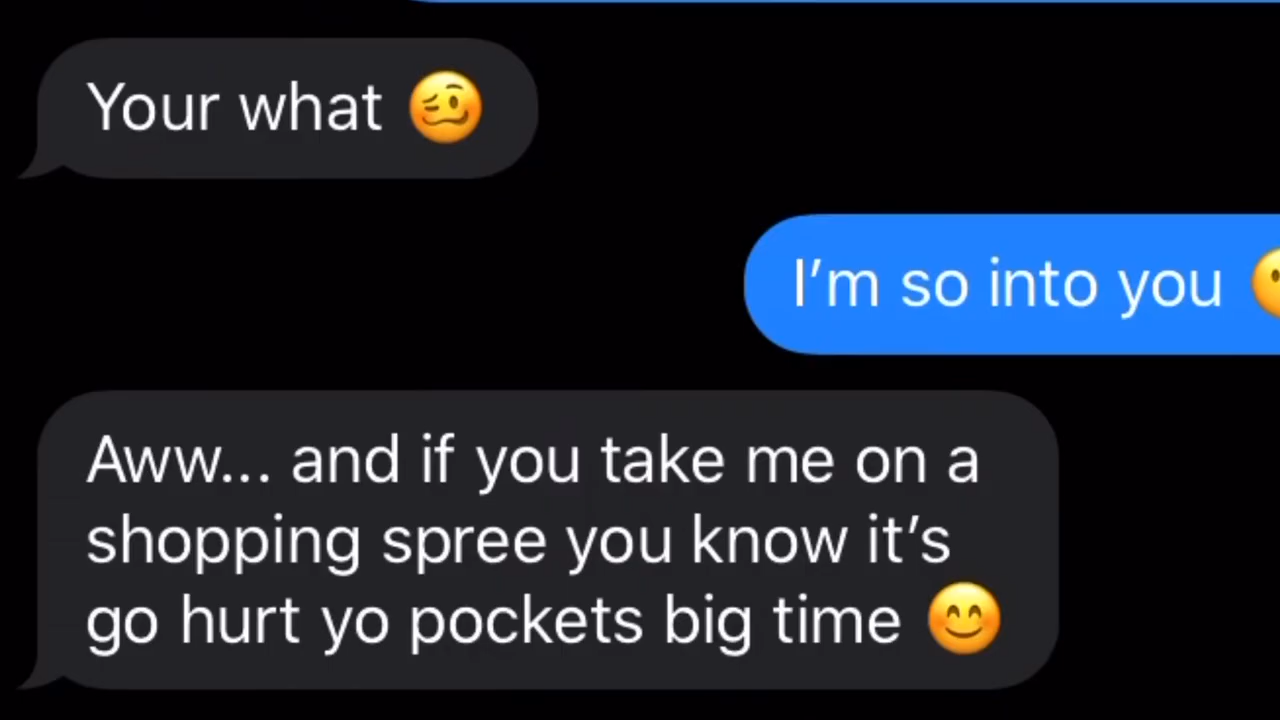 Your what 🥴
I'm so into you
Aww... and if you take me on a
shopping spree you know it's
go hurt yo pockets big time 😊